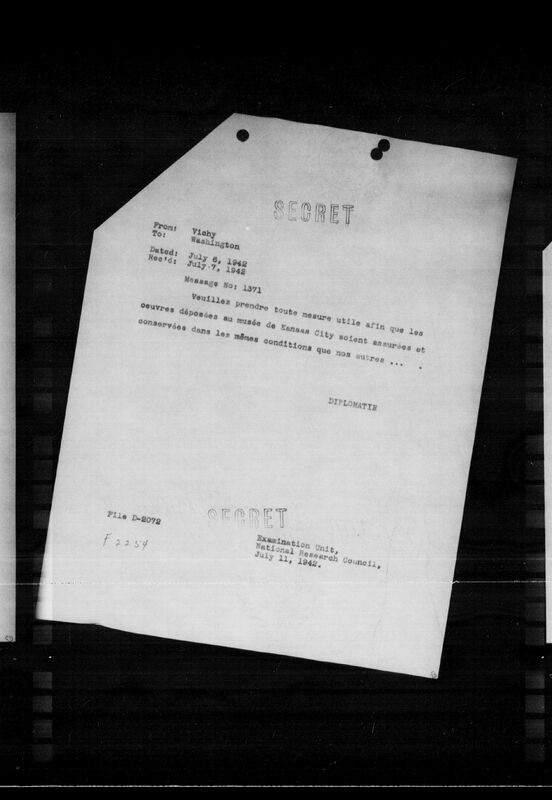 SECRET
From: Vichy
To: Washington
Dated: July 6, 1942
Rec'd: July 7, 1942
Message No: 1371
Veuillez prendre toute mesure utile afin que les
oeuvres déposées au musée de Kansas City soient assurées et
conservées dans les mêmes conditions que nos autres ... .
DIPLOMATIE
File D-2072
SECRET
F 2254
Examination Unit,
National Research Council,
July 11, 1942.